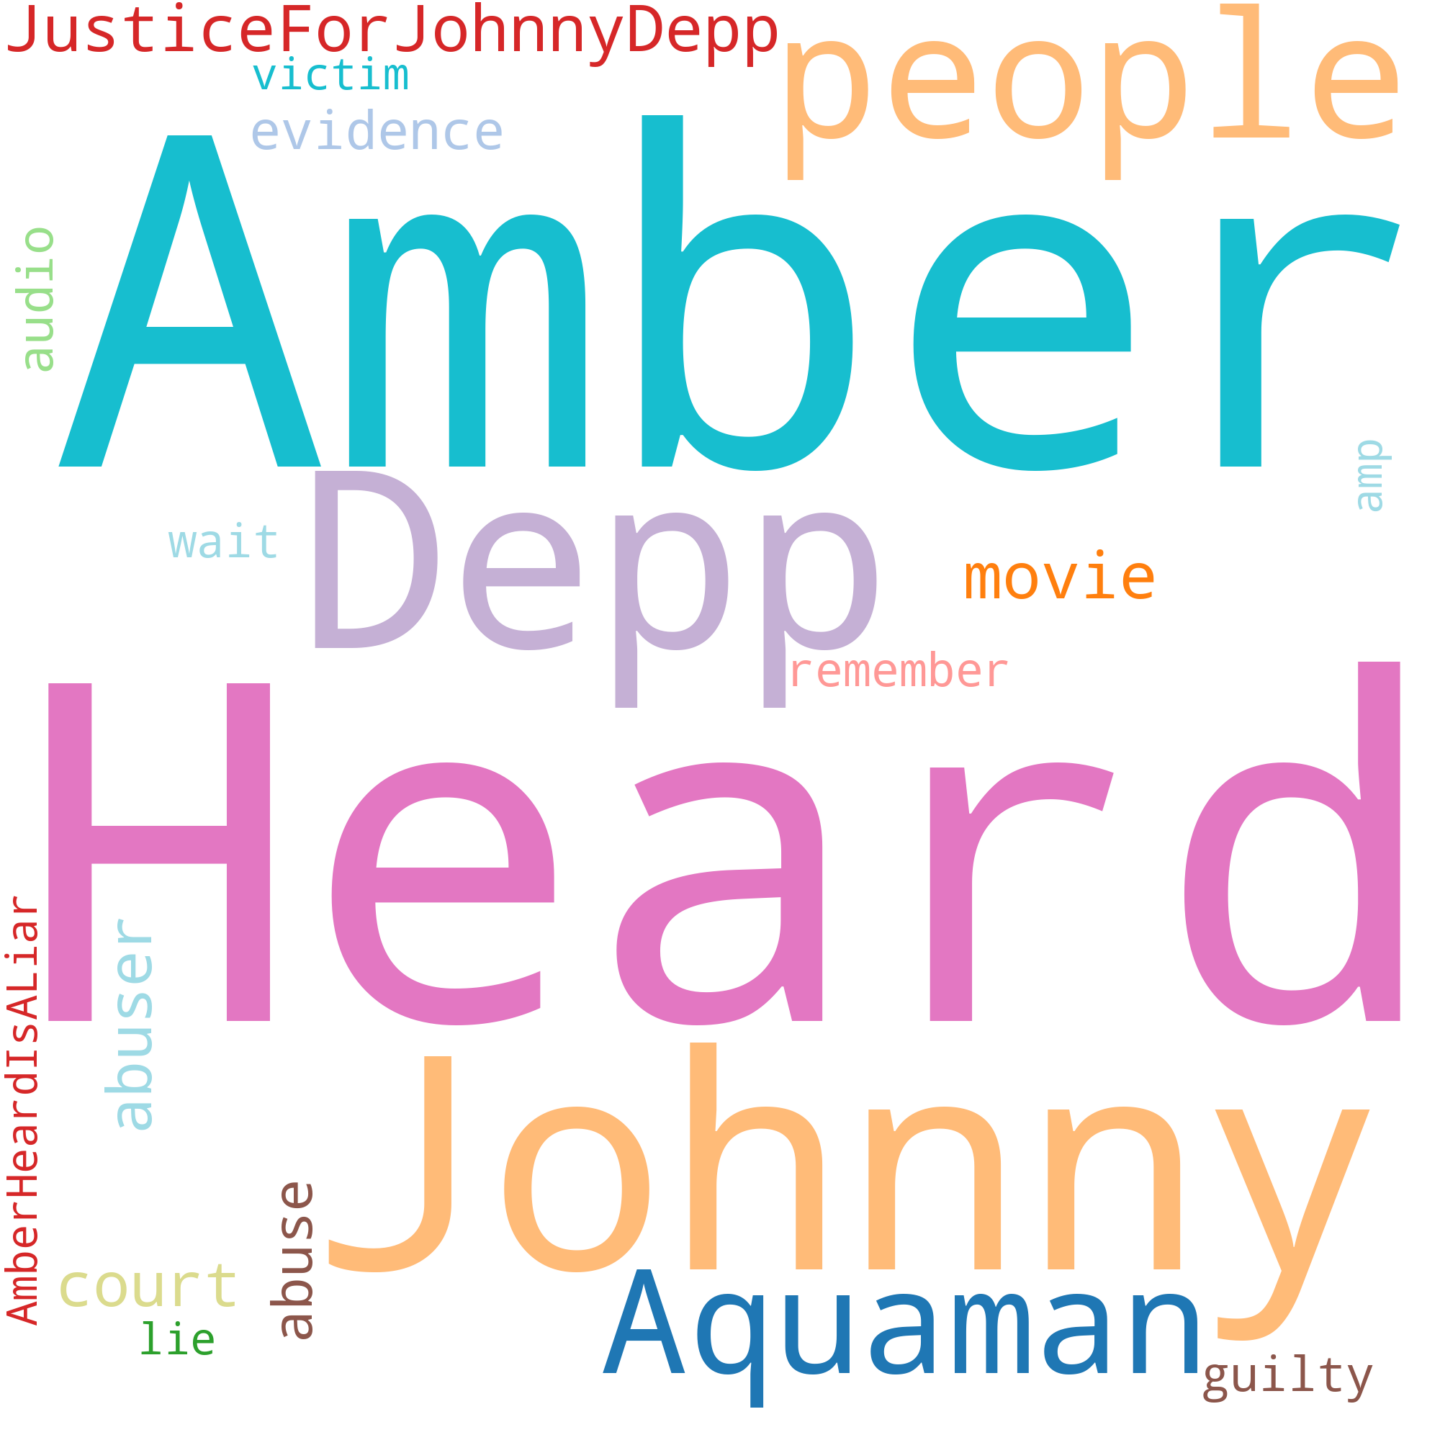 JusticeForJohnnyDepp
people
victim
evidence
Amber
audio
amp
Depp
wait
movie
remember
Heard
AmberHeardIsALiar
abuser
Johnny
abuse
court
Aquaman
lie
guilty